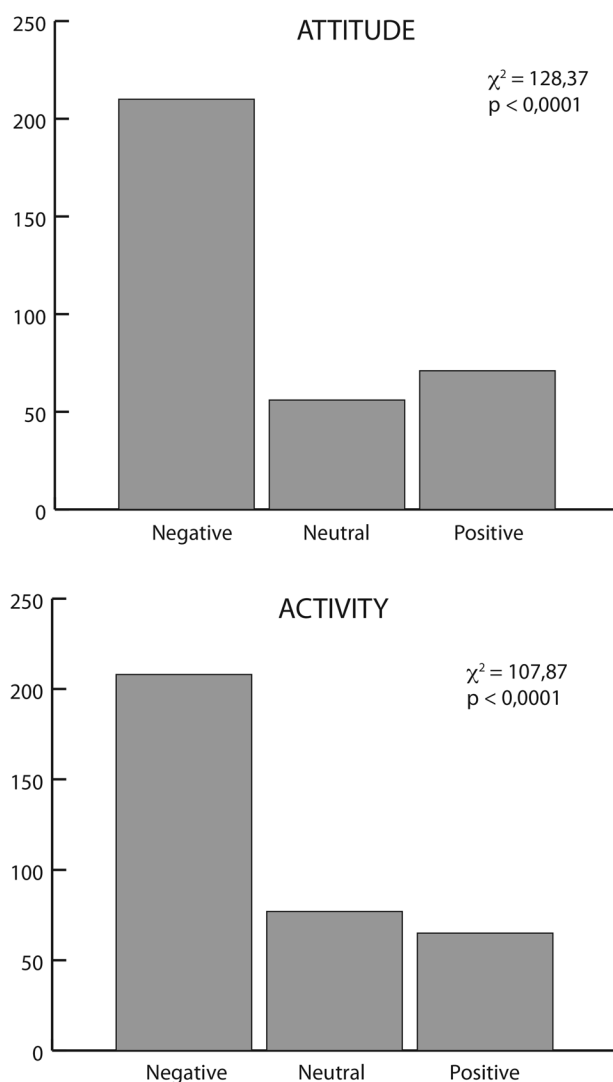 ATTITUDE
χ² = 128,37
p < 0,0001
250
200
150
100
50
0
Negative Neutral Positive
ACTIVITY
χ² = 107,87
p < 0,0001
250
200
150
100
50
0
Negative Neutral Positive